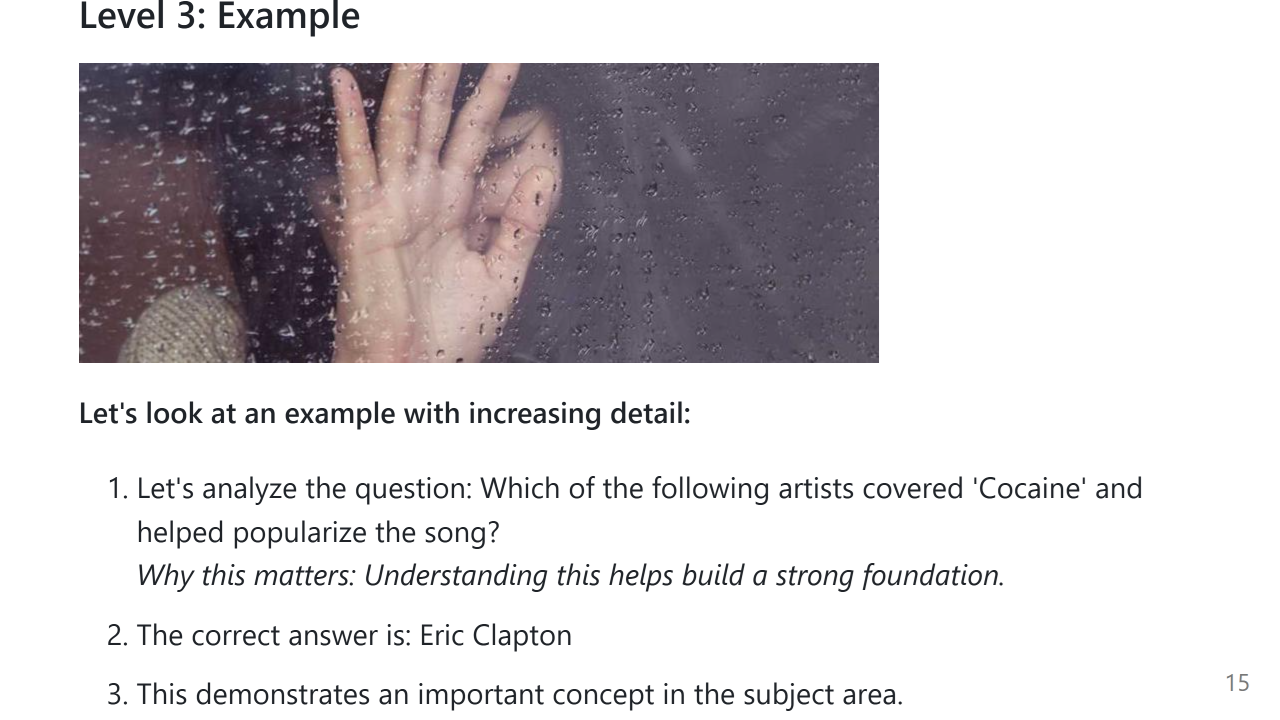 Level 3: Example
Let's look at an example with increasing detail:
1. Let's analyze the question: Which of the following artists covered 'Cocaine' and
helped popularize the song?
Why this matters: Understanding this helps build a strong foundation.
2. The correct answer is: Eric Clapton
3. This demonstrates an important concept in the subject area.
15